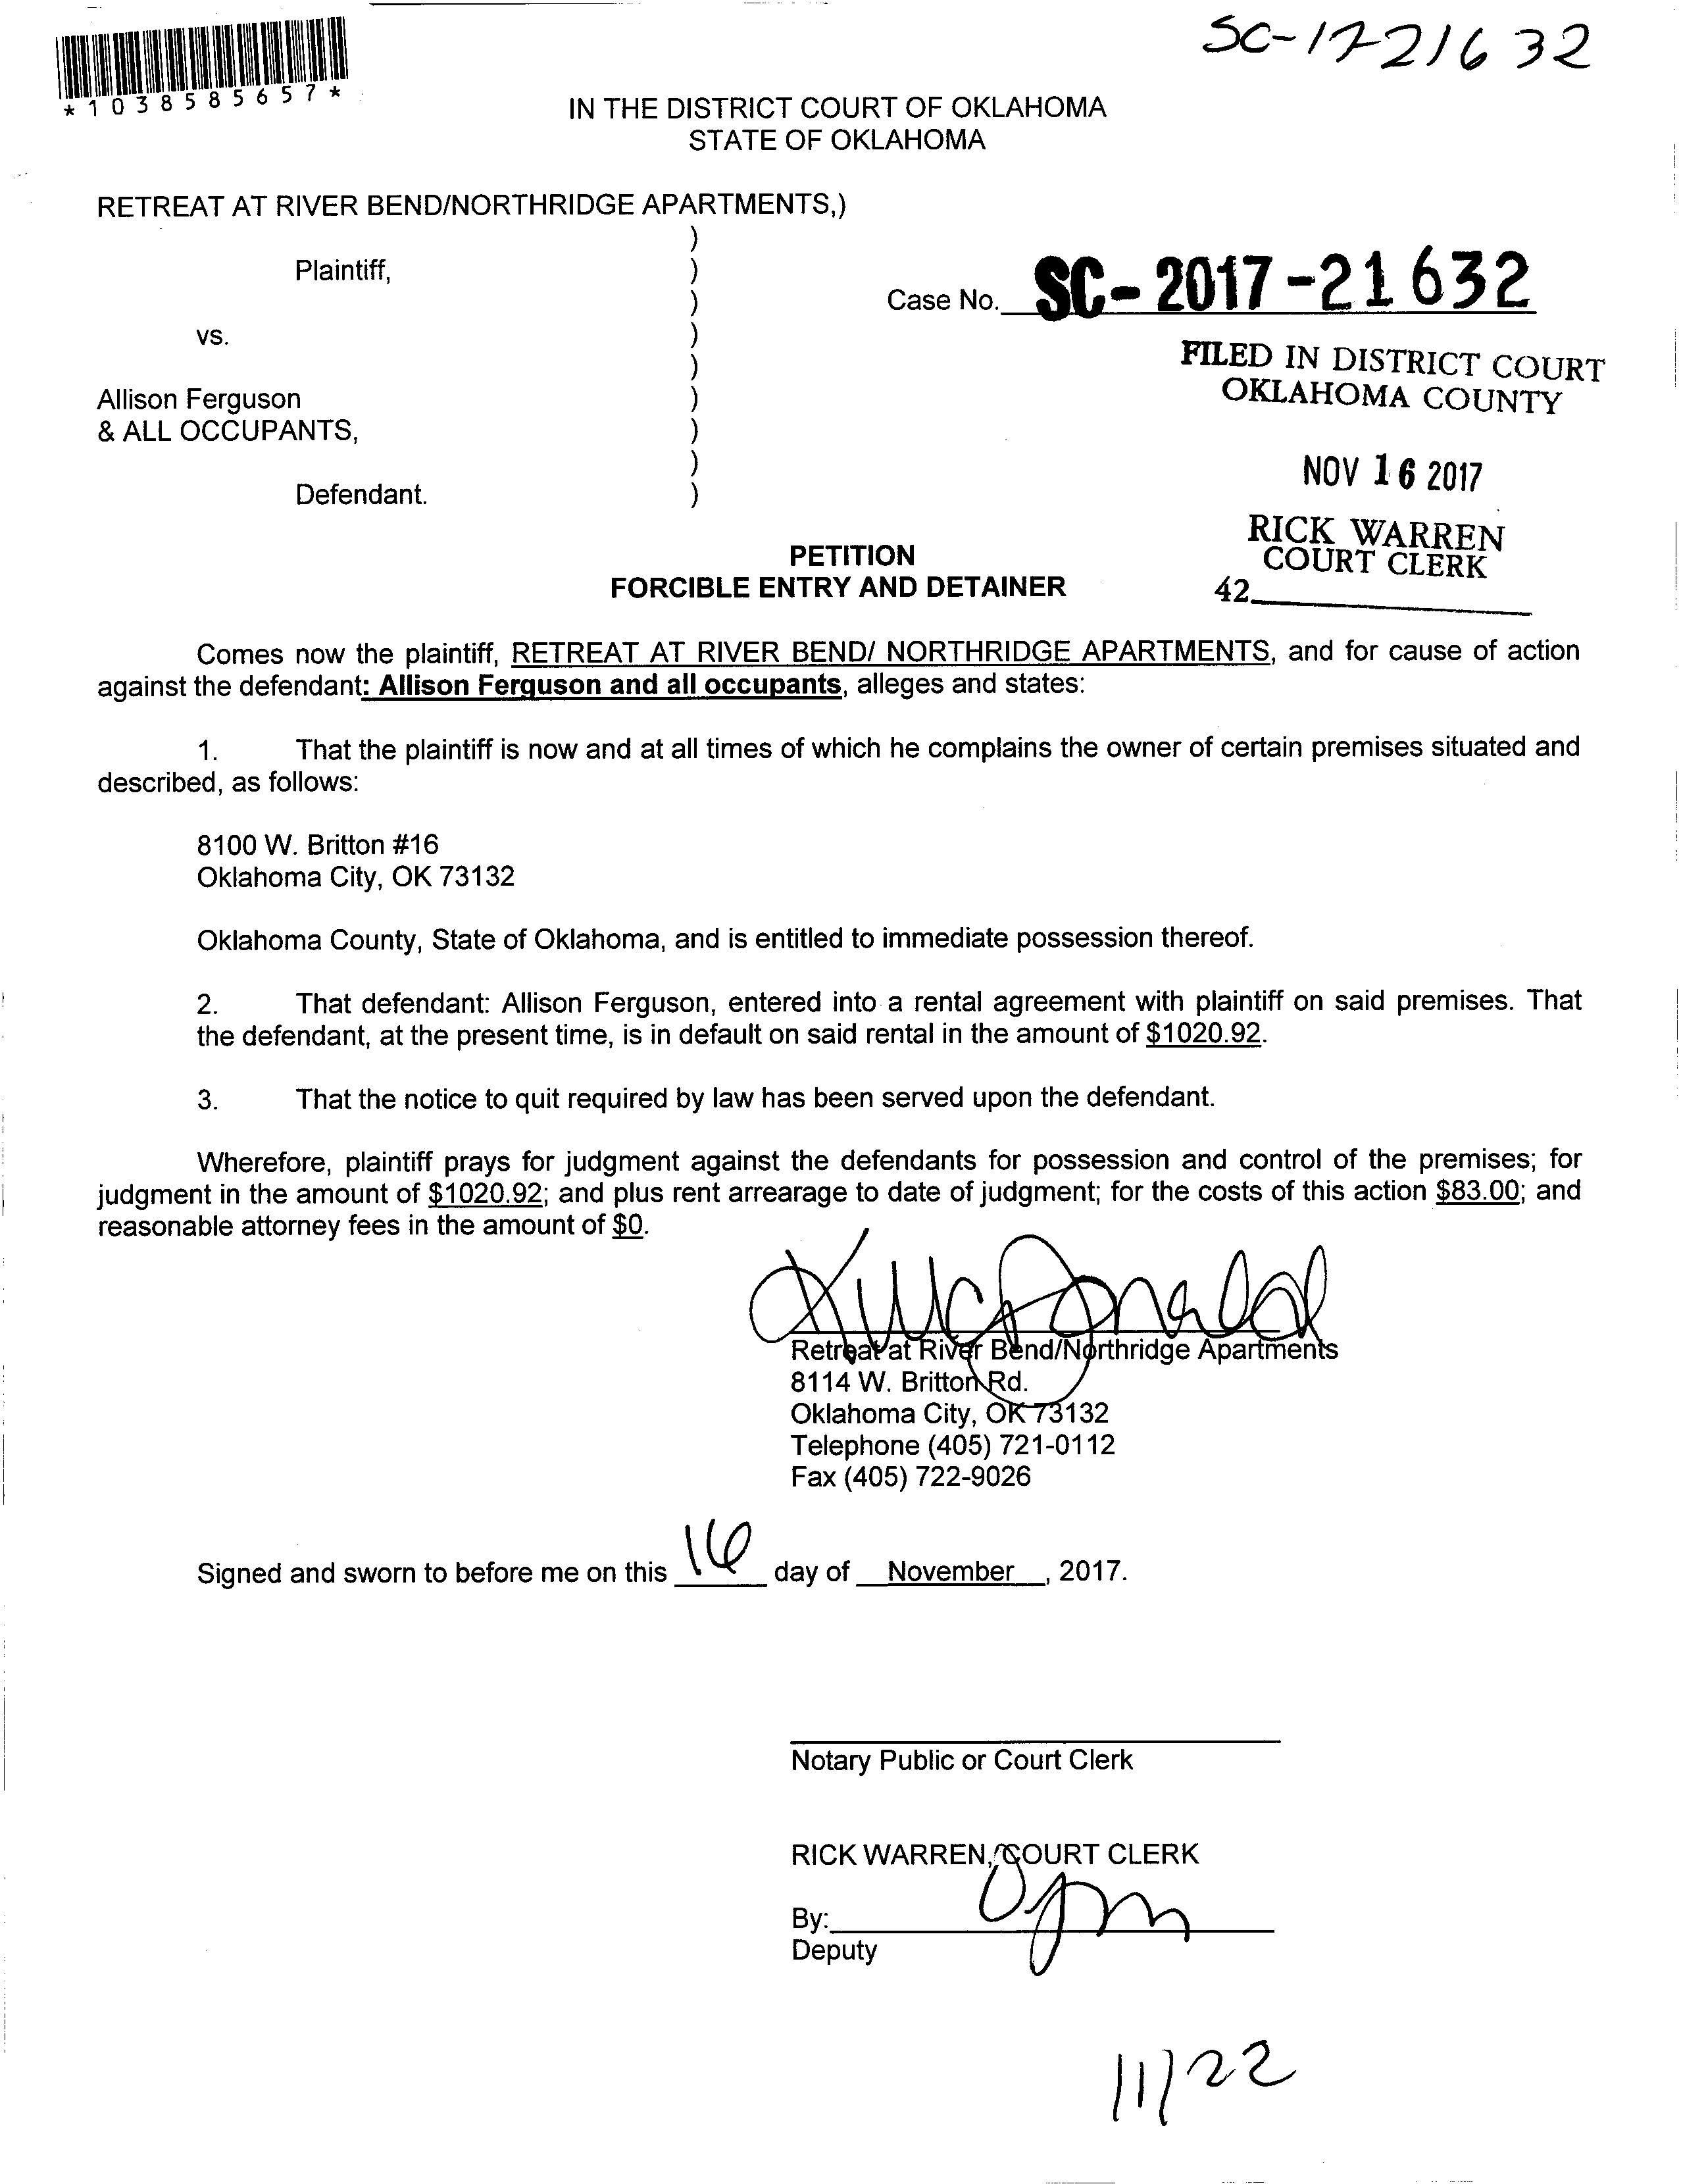 SC-1721632
*1038585657*
IN THE DISTRICT COURT OF OKLAHOMA
STATE OF OKLAHOMA
RETREAT AT RIVER BEND/NORTHRIDGE APARTMENTS,)
)
Plaintiff, )
) Case No. SC-2017-21632
vs. )
)
Allison Ferguson )
& ALL OCCUPANTS, )
)
Defendant. )
FILED IN DISTRICT COURT
OKLAHOMA COUNTY
NOV 16 2017
RICK WARREN
COURT CLERK
42
PETITION
FORCIBLE ENTRY AND DETAINER
Comes now the plaintiff, RETREAT AT RIVER BEND/ NORTHRIDGE APARTMENTS, and for cause of action
against the defendant: Allison Ferguson and all occupants, alleges and states:
1. That the plaintiff is now and at all times of which he complains the owner of certain premises situated and
described, as follows:
8100 W. Britton #16
Oklahoma City, OK 73132
Oklahoma County, State of Oklahoma, and is entitled to immediate possession thereof.
2. That defendant: Allison Ferguson, entered into a rental agreement with plaintiff on said premises. That
the defendant, at the present time, is in default on said rental in the amount of $1020.92.
3. That the notice to quit required by law has been served upon the defendant.
Wherefore, plaintiff prays for judgment against the defendants for possession and control of the premises; for
judgment in the amount of $1020.92; and plus rent arrearage to date of judgment; for the costs of this action $83.00; and
reasonable attorney fees in the amount of $0.
K McDonald
Retreat at River Bend/Northridge Apartments
8114 W. Britton Rd.
Oklahoma City, OK 73132
Telephone (405) 721-0112
Fax (405) 722-9026
Signed and sworn to before me on this 16 day of November, 2017.
Notary Public or Court Clerk
RICK WARREN, COURT CLERK
By:
Deputy
11/22